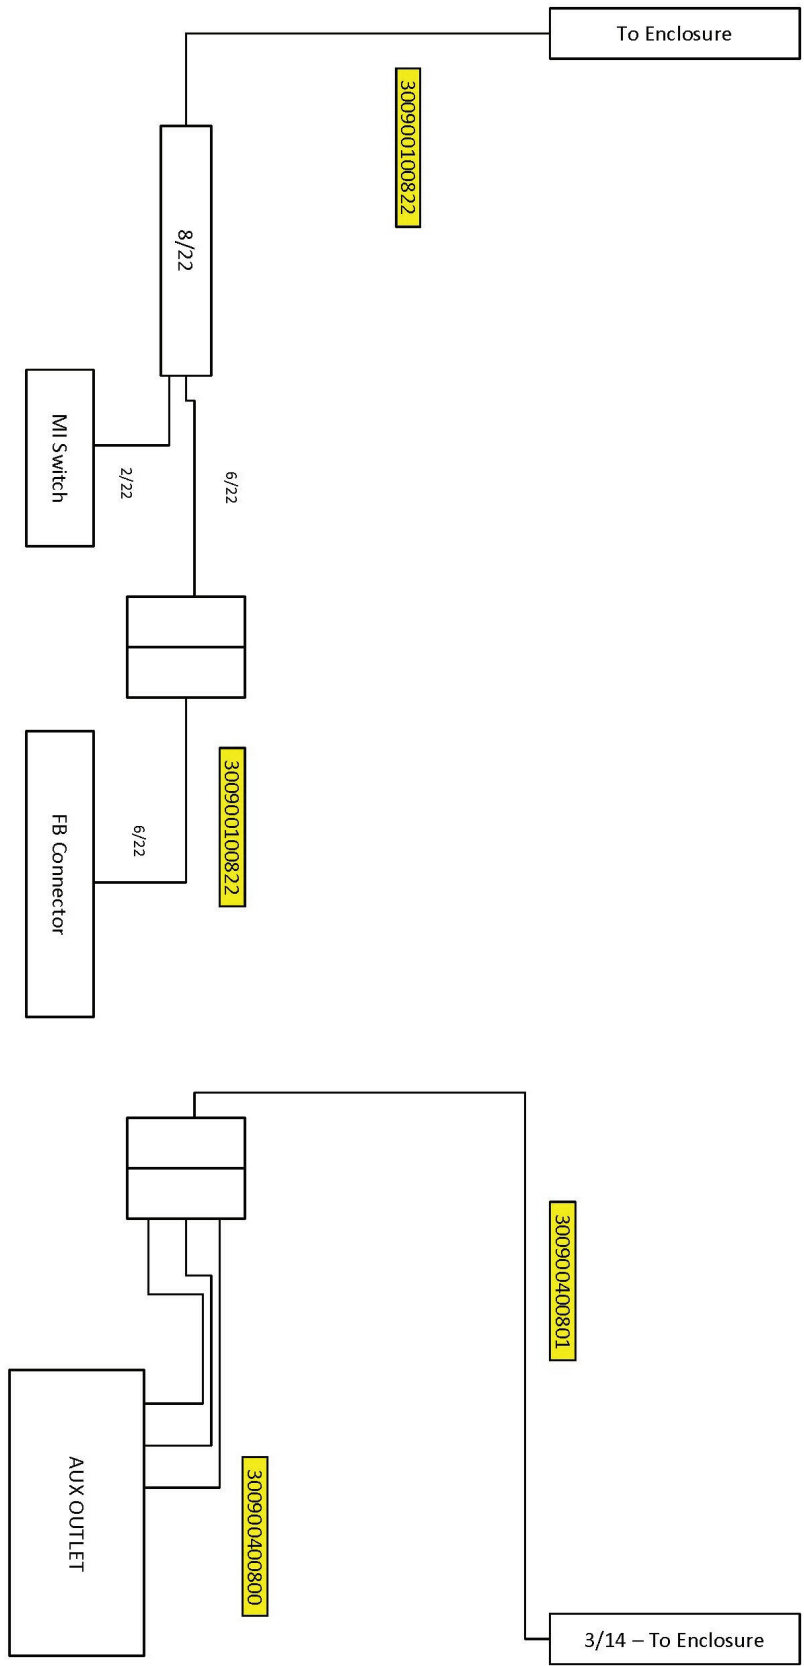 To Enclosure
300900100822
8/22
MI Switch
2/22
6/22
300900100822
6/22
FB Connector
300900400801
300900400800
AUX OUTLET
3/14 – To Enclosure